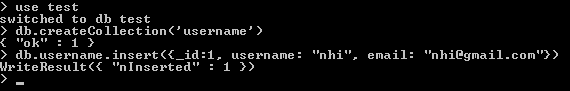 > use test
switched to db test
> db.createCollection('username')
{ "ok" : 1 }
> db.username.insert({_id:1, username: "nhi", email: "nhi@gmail.com"})
WriteResult({ "nInserted" : 1 })
> _